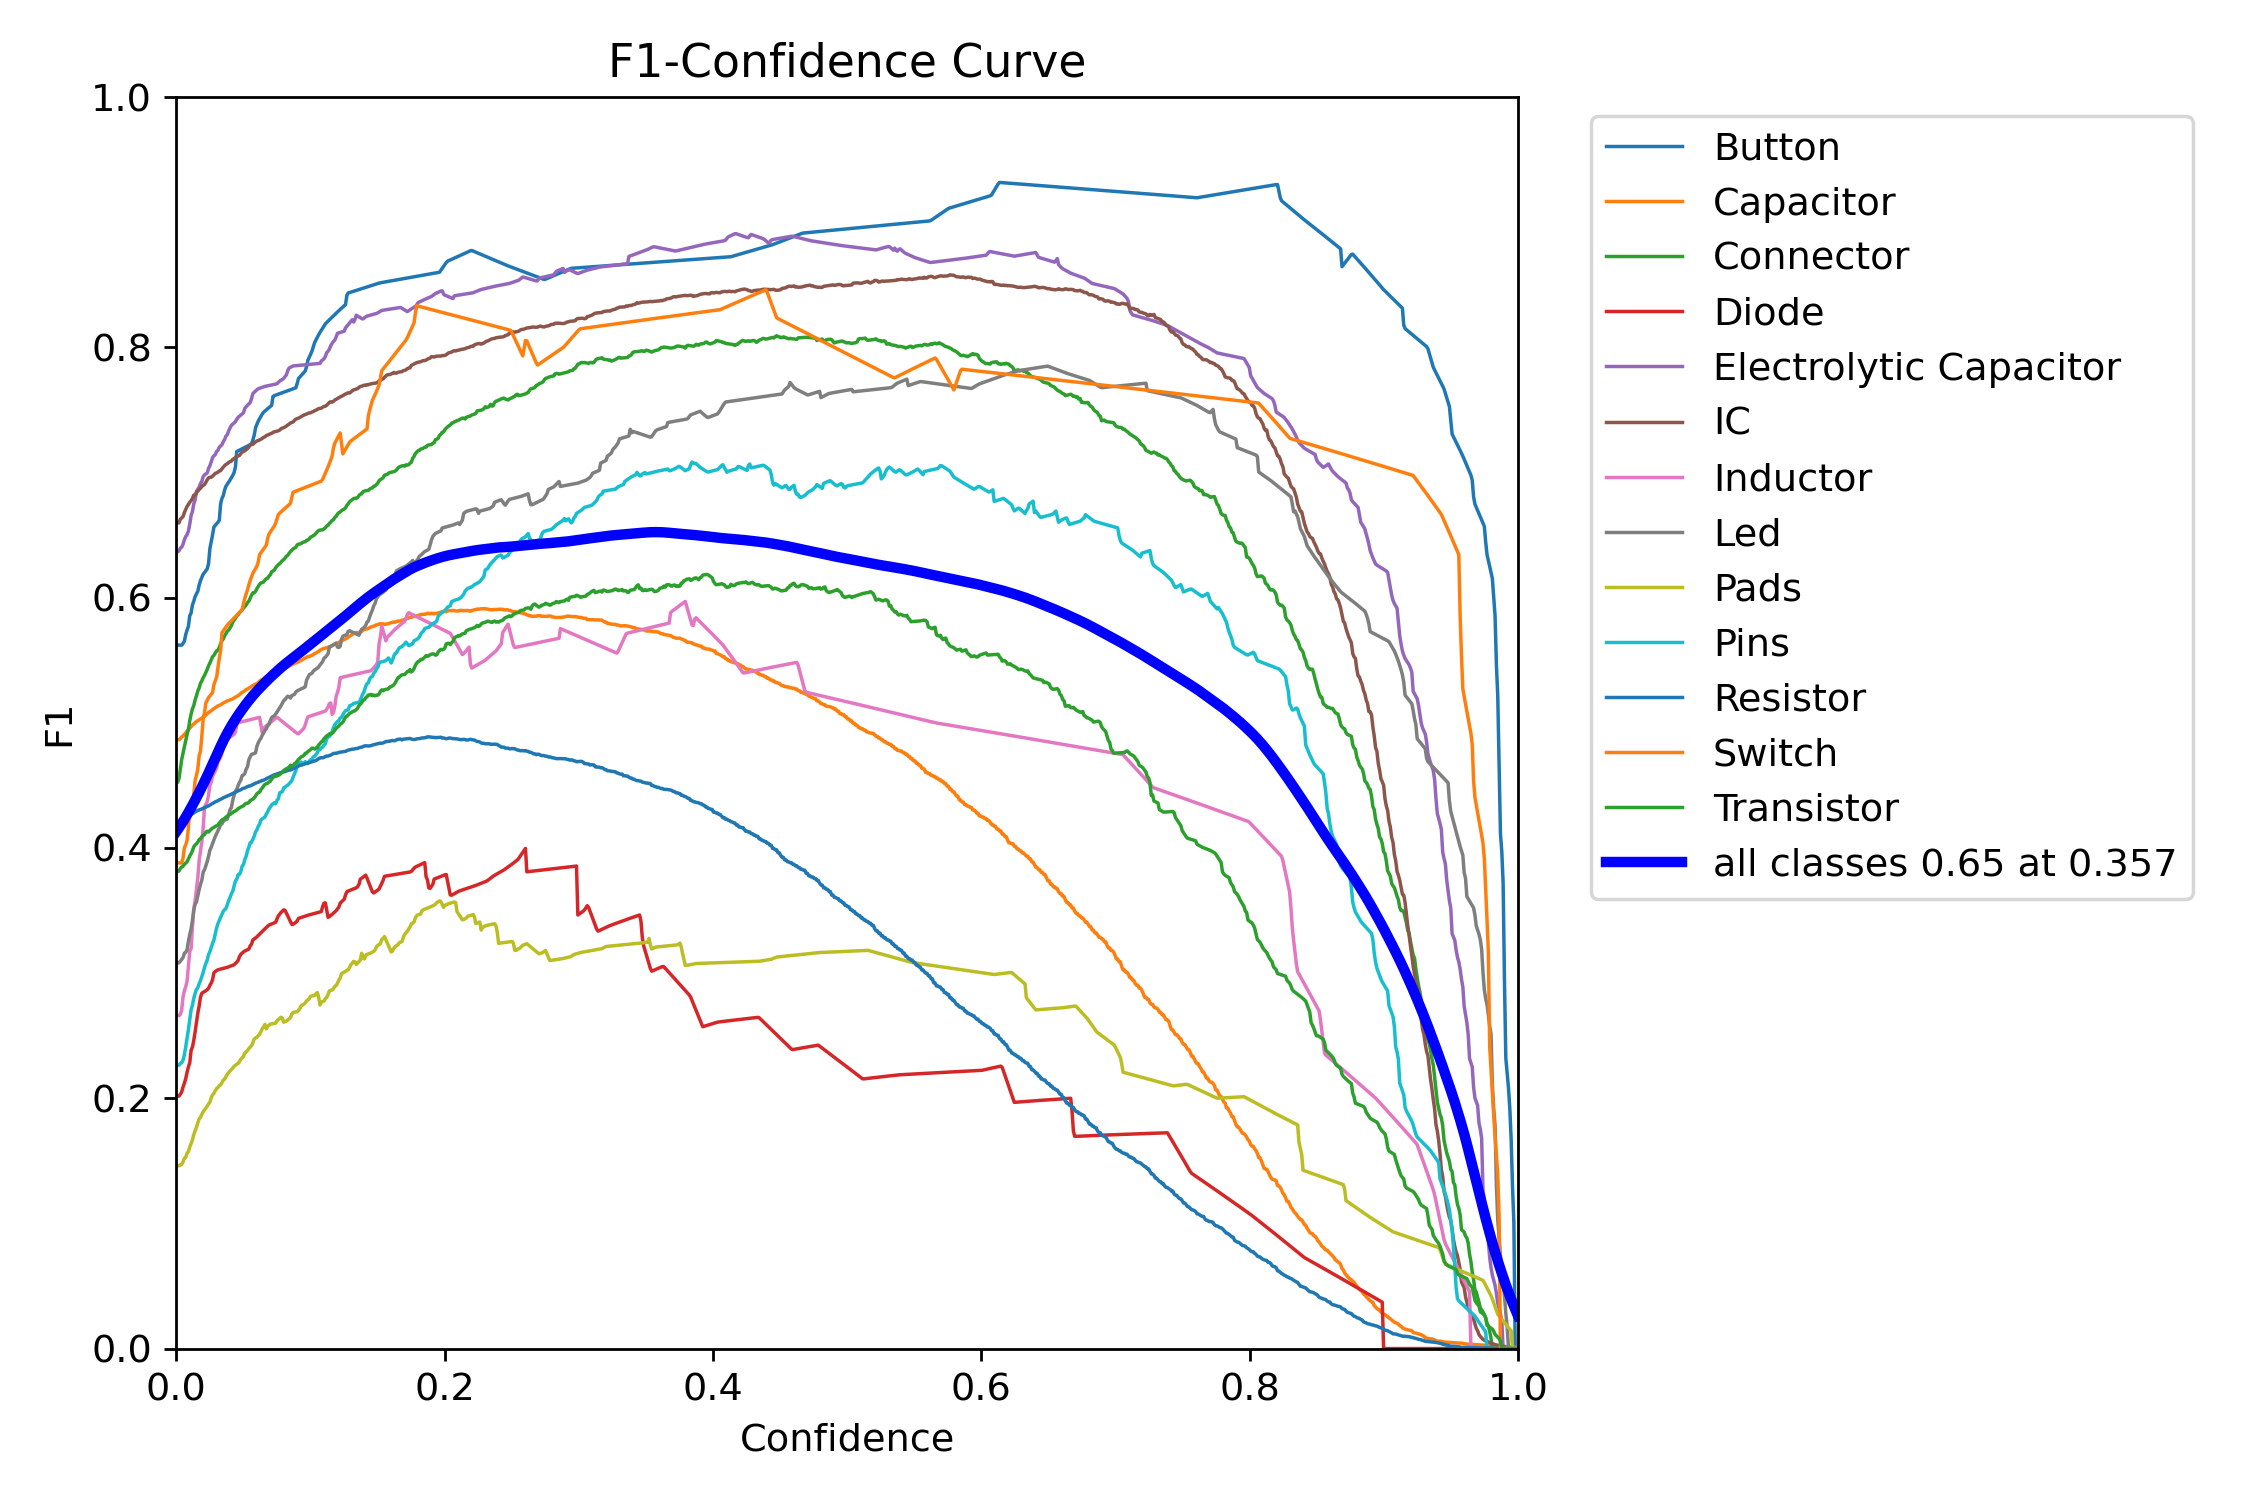 F1-Confidence Curve
1.0
0.8
0.6
0.4
0.2
0.0
F1
0.0 0.2 0.4 0.6 0.8 1.0
Confidence
Button
Capacitor
Connector
Diode
Electrolytic Capacitor
IC
Inductor
Led
Pads
Pins
Resistor
Switch
Transistor
all classes 0.65 at 0.357